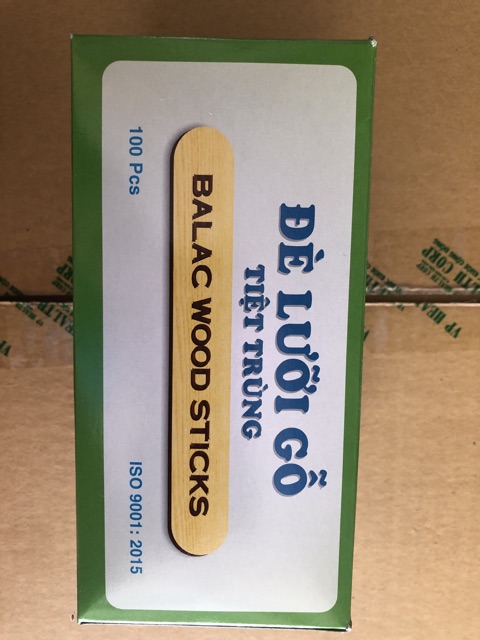 ĐÈ LƯỠI GỖ
TIỆT TRÙNG
BALAC WOOD STICKS
100 Pcs
ISO 9001: 2015